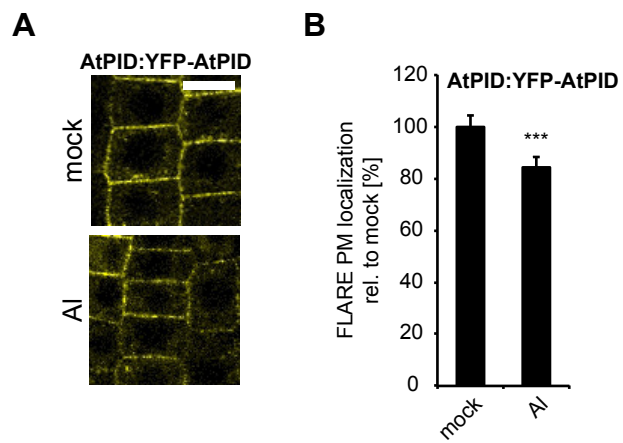 A
AtPID:YFP-AtPID
mock
Al
B
AtPID:YFP-AtPID
FLARE PM localization
rel. to mock [%]
120
100
80
60
40
20
0
***
mock
Al